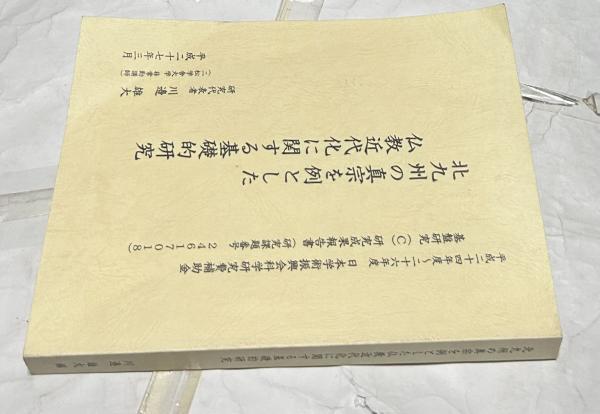 平成二十四年度~二十六年度 日本学術振興会科学研究費補助金
基盤研究(C)研究成果報告書(研究課題番号 24617108)
北九州の真宗を例とした
仏教近代化に関する基礎的研究
研究代表者 川邉 雄大
(二松学舎大学 非常勤講師)
平成二十七年三月
北九州の真宗を例とした仏教近代化に関する基礎的研究 川邉雄大編